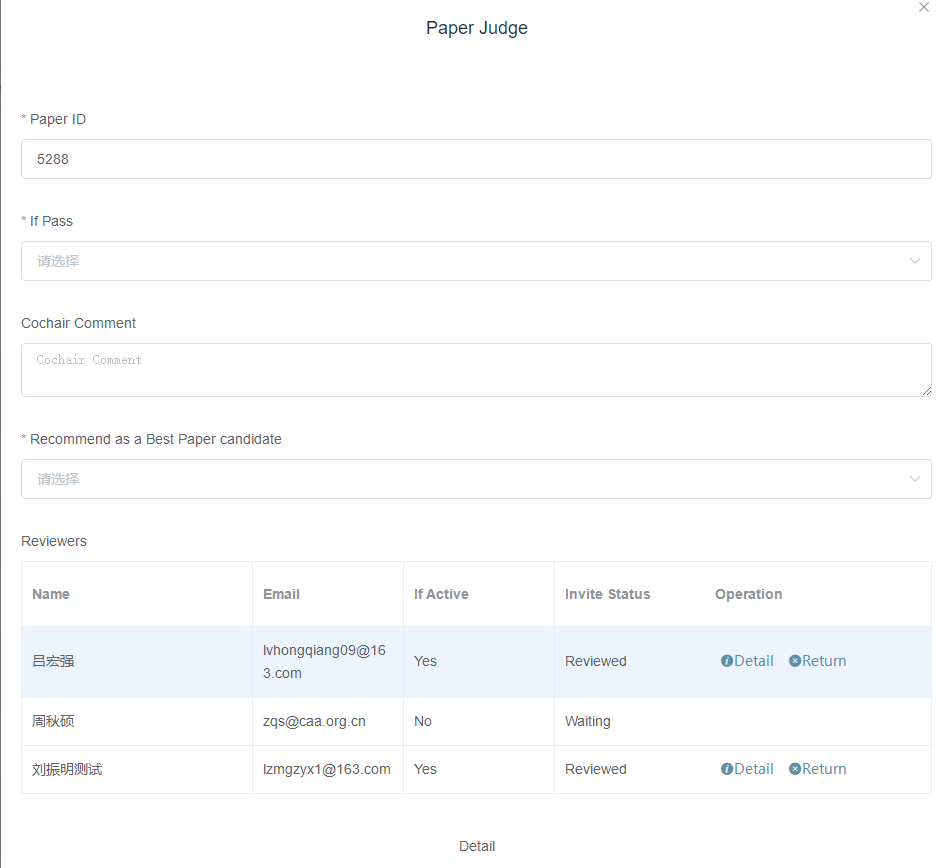 Paper Judge
* Paper ID
5288
* If Pass
请选择
Cochair Comment
Cochair Comment
* Recommend as a Best Paper candidate
请选择
Reviewers
Name Email If Active Invite Status Operation
吕宏强 lvhongqiang09@16 Yes Reviewed Detail Return
3.com
周秋硕 zqs@caa.org.cn No Waiting
刘振明测试 lzmgzyx1@163.com Yes Reviewed Detail Return
Detail